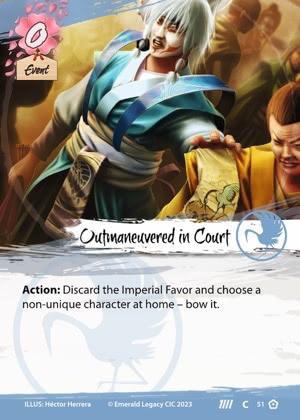 0
Event
Outmaneuvered in Court
Action: Discard the Imperial Favor and choose a
non-unique character at home – bow it.
ILLUS: Héctor Herrera © Emerald Legacy CIC 2023 C 51